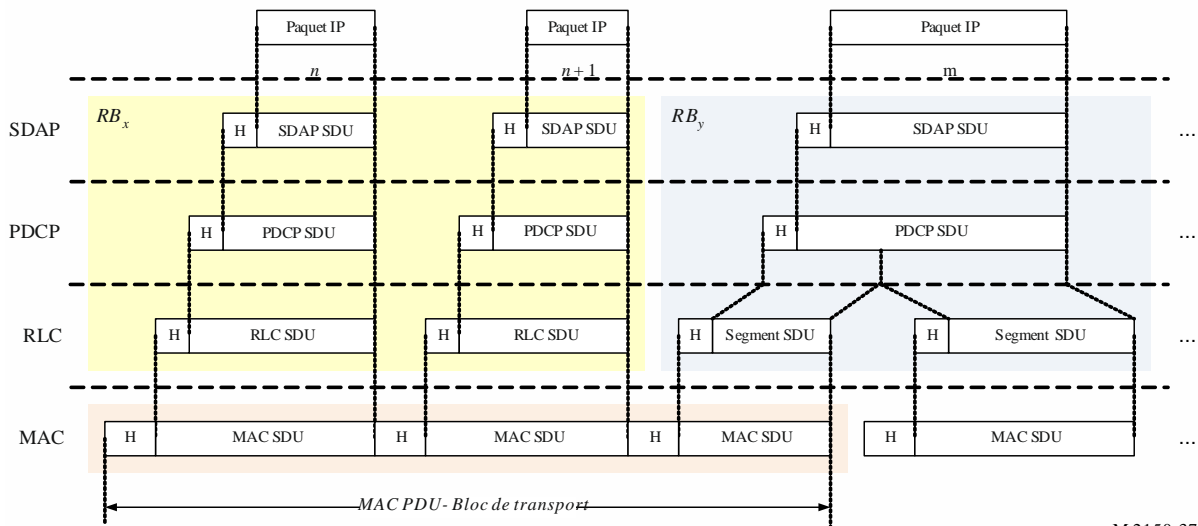 Paquet IP Paquet IP Paquet IP
n n + 1 m
RB_x RB_y
SDAP H SDAP SDU H SDAP SDU H SDAP SDU ...
PDCP H PDCP SDU H PDCP SDU H PDCP SDU ...
RLC H RLC SDU H RLC SDU H Segment SDU H Segment SDU ...
MAC H MAC SDU H MAC SDU H MAC SDU H MAC SDU ...
MAC PDU- Bloc de transport